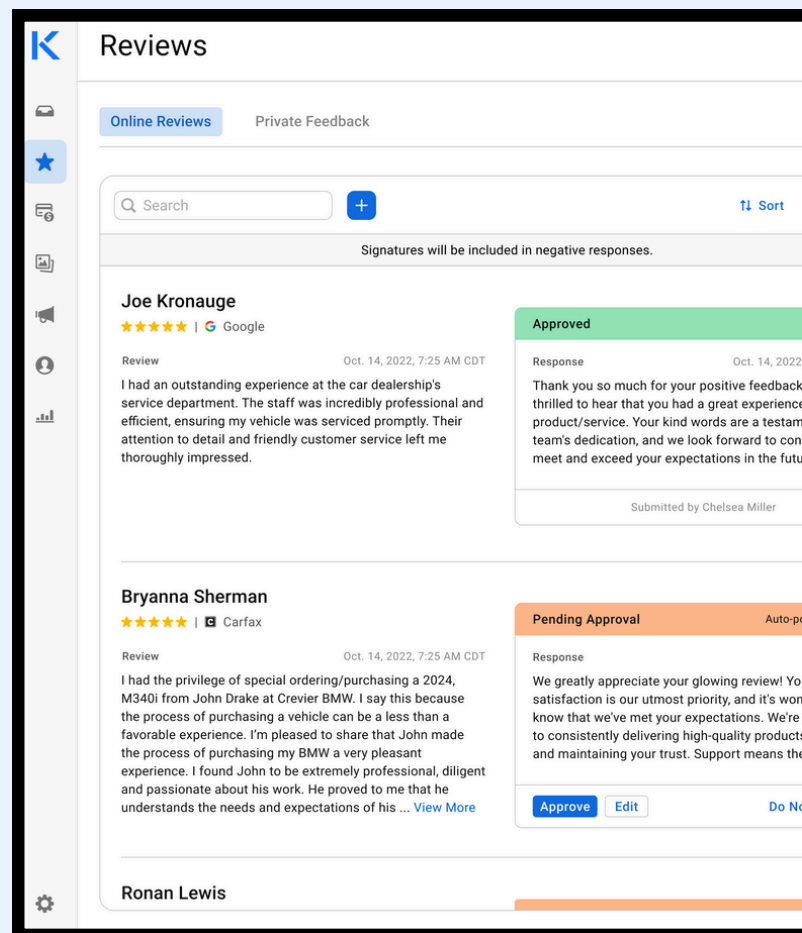 Reviews
Online Reviews
Private Feedback
Search
Sort
Signatures will be included in negative responses.
Joe Kronauge
| G Google
Review Oct. 14, 2022, 7:25 AM CDT
I had an outstanding experience at the car dealership's
service department. The staff was incredibly professional and
efficient, ensuring my vehicle was serviced promptly. Their
attention to detail and friendly customer service left me
thoroughly impressed.
Approved
Response Oct. 14, 2022
Thank you so much for your positive feedback
thrilled to hear that you had a great experience
product/service. Your kind words are a
team's dedication, and we look forward to
meet and exceed your expectations in the
Submitted by Chelsea Miller
Bryanna Sherman
| C Carfax
Review Oct. 14, 2022, 7:25 AM CDT
I had the privilege of special ordering/purchasing a 2024,
M340i from John Drake at Crevier BMW. I say this because
the process of purchasing a vehicle can be a less than a
favorable experience. I'm pleased to share that John made
the process of purchasing my BMW a very pleasant
experience. I found John to be extremely professional, diligent
and passionate about his work. He proved to me that he
understands the needs and expectations of his ... View More
Pending Approval
Response
We greatly appreciate your glowing review!
satisfaction is our utmost priority, and it's
know that we've met your expectations. We're
to consistently delivering high-quality products
and maintaining your trust. Support means
Approve Edit Do
Ronan Lewis